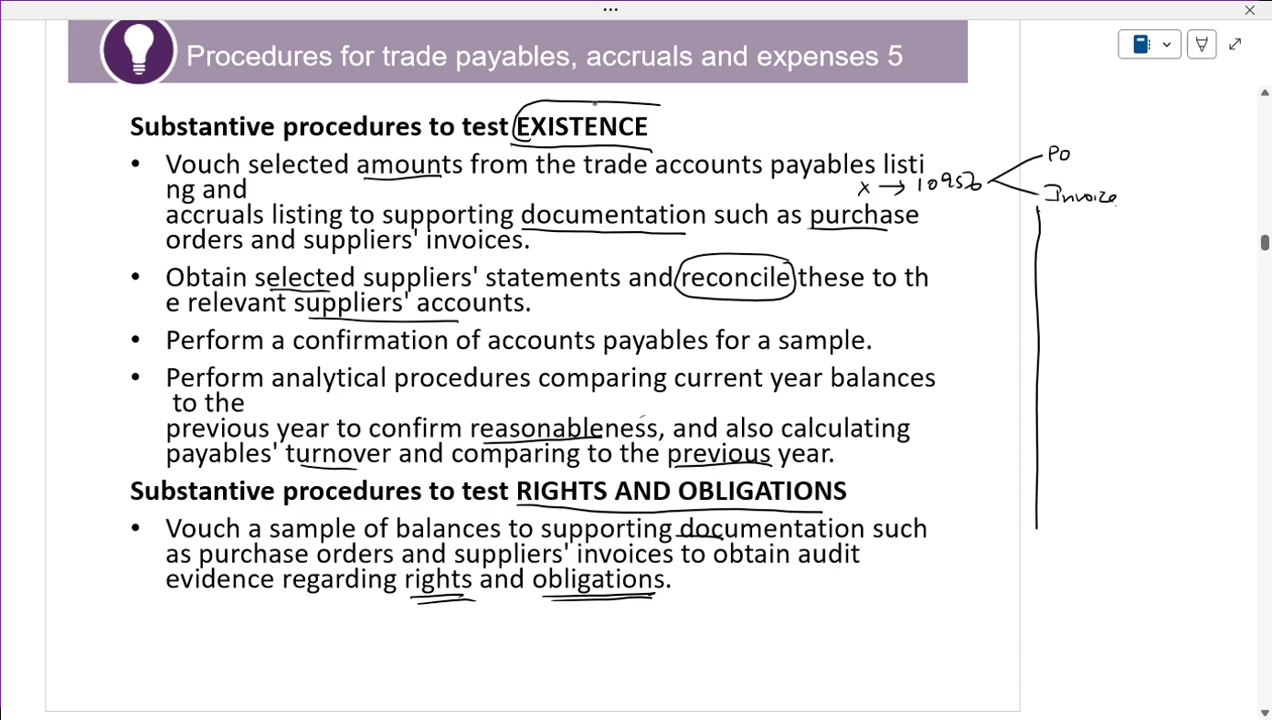 Procedures for trade payables, accruals and expenses 5
Substantive procedures to test EXISTENCE
• Vouch selected amounts from the trade accounts payables listi
ng and
accruals listing to supporting documentation such as purchase
orders and suppliers' invoices.
• Obtain selected suppliers' statements and reconcile these to th
e relevant suppliers' accounts.
• Perform a confirmation of accounts payables for a sample.
• Perform analytical procedures comparing current year balances
to the
previous year to confirm reasonableness, and also calculating
payables' turnover and comparing to the previous year.
Substantive procedures to test RIGHTS AND OBLIGATIONS
• Vouch a sample of balances to supporting documentation such
as purchase orders and suppliers' invoices to obtain audit
evidence regarding rights and obligations.
PO
x →
Invoice